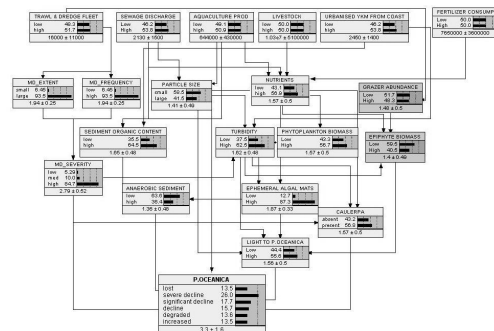 TRAWL & DREDGE FLEET
low 48.3
high 51.7
16000 ± 11000
SEWAGE DISCHARGE
low 46.2
high 53.8
2130 ± 1500
AQUACULTURE PROD
low 49.1
high 50.9
844000 ± 430000
LIVESTOCK
low 50.0
high 50.0
1.03e7 ± 5100000
URBANISED YKM FROM COAST
low 46.2
high 53.8
2450 ± 1400
FERTILIZER CONSUMP
Low 50.0
High 50.0
7650000 ± 3600000
MD_EXTENT
small 6.46
large 93.5
1.94 ± 0.25
MD_FREQUENCY
low 6.46
high 93.5
1.94 ± 0.25
PARTICLE SIZE
small 58.5
large 41.5
1.41 ± 0.49
NUTRIENTS
low 43.1
high 56.9
1.57 ± 0.5
GRAZER ABUNDANCE
Low 51.7
High 48.3
1.48 ± 0.5
SEDIMENT ORGANIC CONTENT
Low 35.5
High 64.5
1.65 ± 0.48
TURBIDITY
Low 37.5
High 62.5
1.62 ± 0.48
PHYTOPLANKTON BIOMASS
Low 43.3
High 56.7
1.57 ± 0.5
EPIPHYTE BIOMASS
Low 59.5
High 40.5
1.4 ± 0.49
MD_SEVERITY
low 5.29
mod 10.0
high 84.7
2.79 ± 0.52
ANAEROBIC SEDIMENT
Low 63.6
High 36.4
1.36 ± 0.48
EPHEMERAL ALGAL MATS
Low 12.7
High 87.3
1.87 ± 0.33
CAULERPA
absent 43.2
present 56.8
1.57 ± 0.5
LIGHT TO P.OCEANICA
Low 44.4
High 55.6
1.56 ± 0.5
P.OCEANICA
lost 13.5
severe decline 26.0
significant decline 17.7
decline 15.7
degraded 13.6
increased 13.5
3.3 ± 1.6